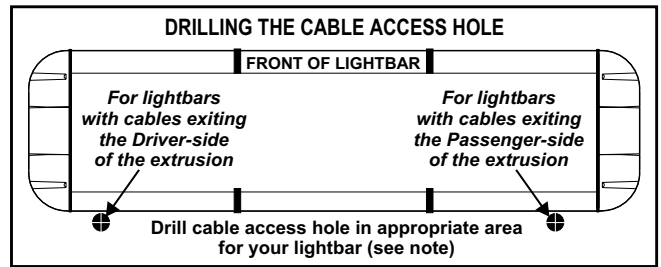 DRILLING THE CABLE ACCESS HOLE
FRONT OF LIGHTBAR
For lightbars
with cables exiting
the Driver-side
of the extrusion
For lightbars
with cables exiting
the Passenger-side
of the extrusion
Drill cable access hole in appropriate area
for your lightbar (see note)